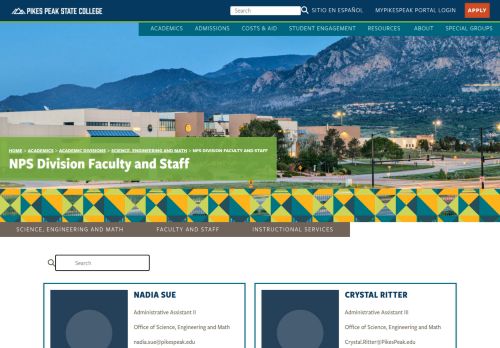 PIKES PEAK STATE COLLEGE
Search
SITIO EN ESPAÑOL
MYPIKESPEAK PORTAL LOGIN
APPLY
ACADEMICS
ADMISSIONS
COSTS & AID
STUDENT ENGAGEMENT
RESOURCES
ABOUT
SPECIAL GROUPS
HOME > ACADEMICS > ACADEMIC DIVISIONS > SCIENCE, ENGINEERING AND MATH > NPS DIVISION FACULTY AND STAFF
NPS Division Faculty and Staff
SCIENCE, ENGINEERING AND MATH
FACULTY AND STAFF
INSTRUCTIONAL SERVICES
Search
NADIA SUE
Administrative Assistant II
Office of Science, Engineering and Math
nadia.sue@pikespeak.edu
CRYSTAL RITTER
Administrative Assistant III
Office of Science, Engineering and Math
Crystal.Ritter@PikesPeak.edu